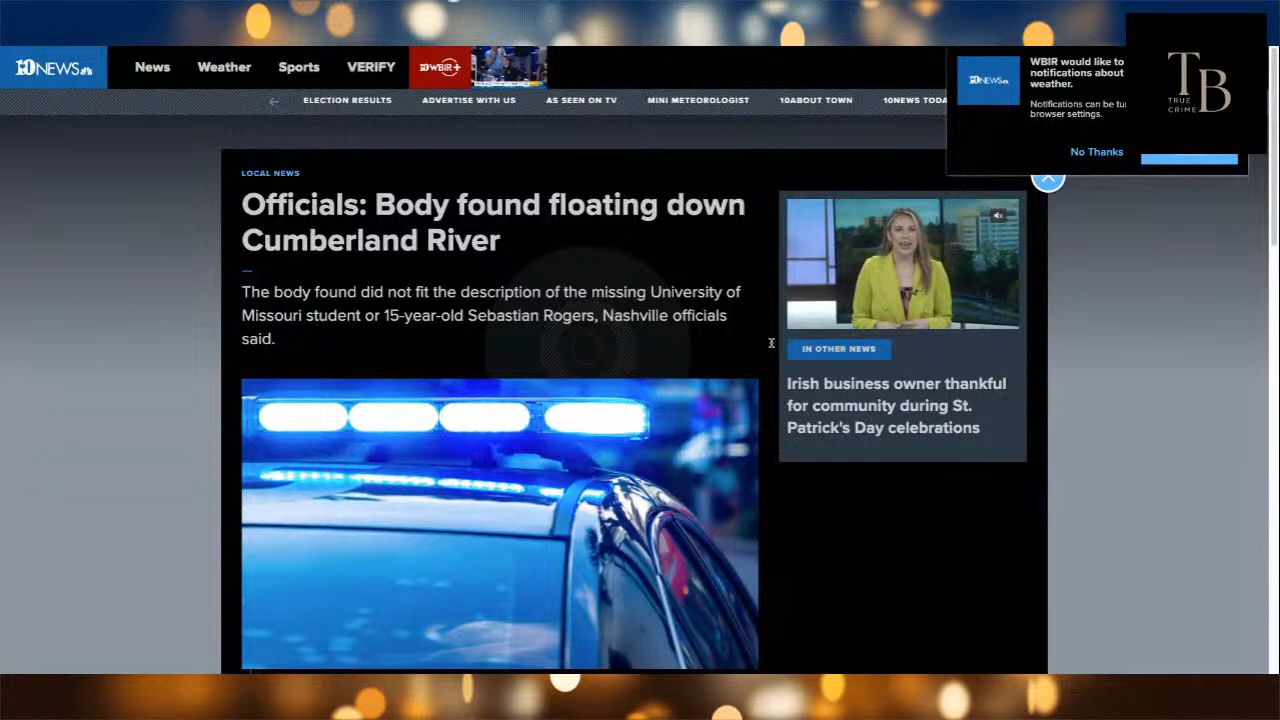 10NEWS
News
Weather
Sports
VERIFY
10WBIR+
ELECTION RESULTS
ADVERTISE WITH US
AS SEEN ON TV
MINI METEOROLOGIST
10ABOUT TOWN
10NEWS TODA
10NEWS
WBIR would like to
notifications about
weather.
Notifications can be tu
browser settings.
No Thanks
TB
TRUE
CRIME
LOCAL NEWS
Officials: Body found floating down
Cumberland River
The body found did not fit the description of the missing University of
Missouri student or 15-year-old Sebastian Rogers, Nashville officials
said.
IN OTHER NEWS
Irish business owner thankful
for community during St.
Patrick's Day celebrations